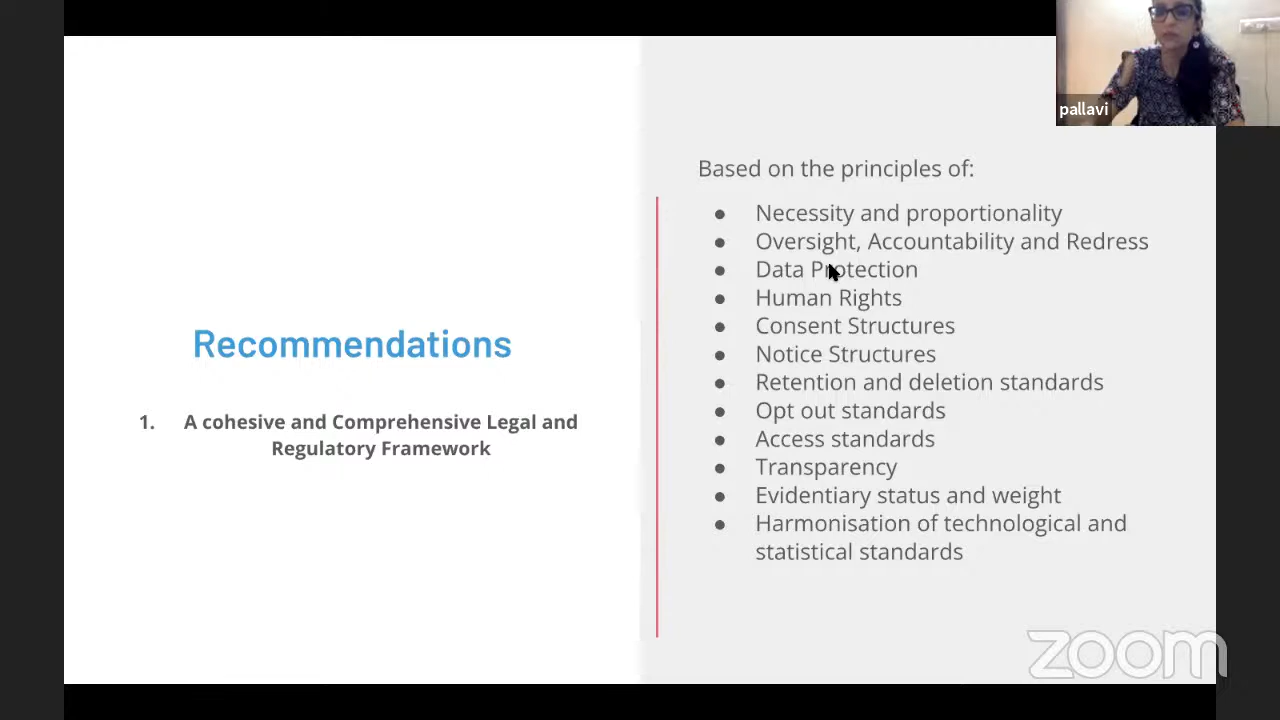 pallavi
Recommendations
1. A cohesive and Comprehensive Legal and
Regulatory Framework
Based on the principles of:
● Necessity and proportionality
● Oversight, Accountability and Redress
● Data Protection
● Human Rights
● Consent Structures
● Notice Structures
● Retention and deletion standards
● Opt out standards
● Access standards
● Transparency
● Evidentiary status and weight
● Harmonisation of technological and
statistical standards
zoom